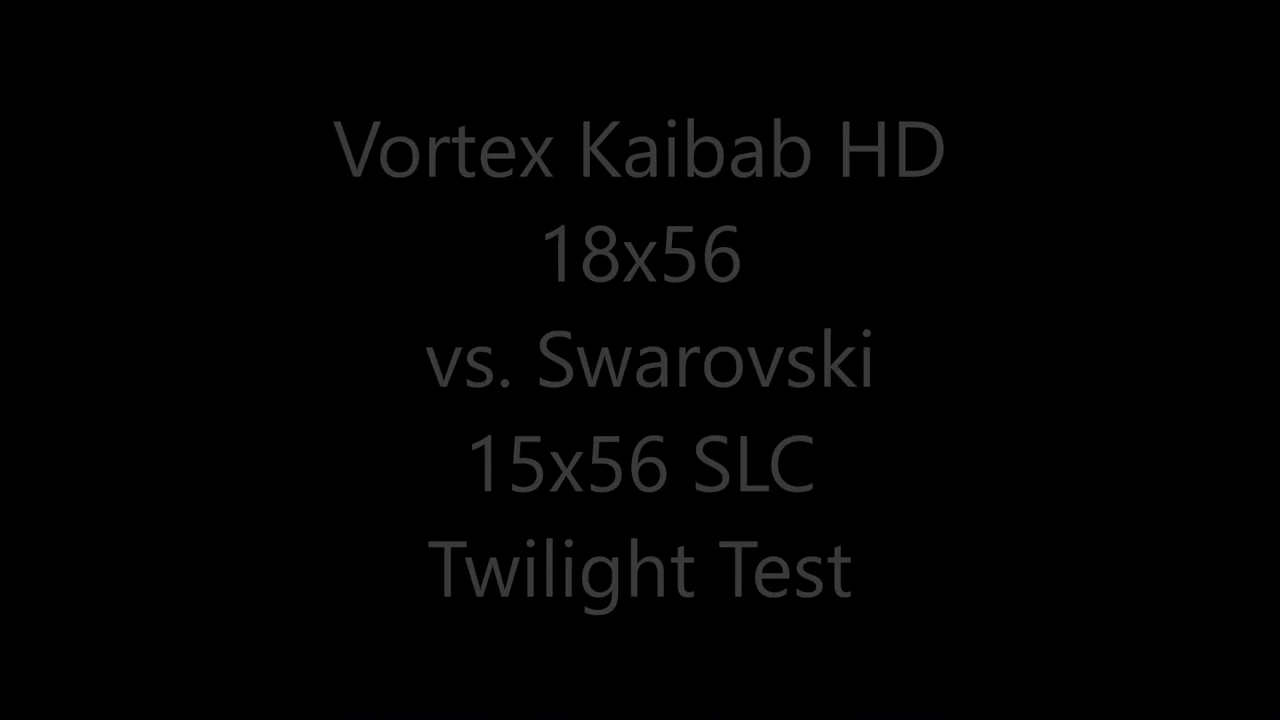 Vortex Kaibab HD
18x56
vs. Swarovski
15x56 SLC
Twilight Test